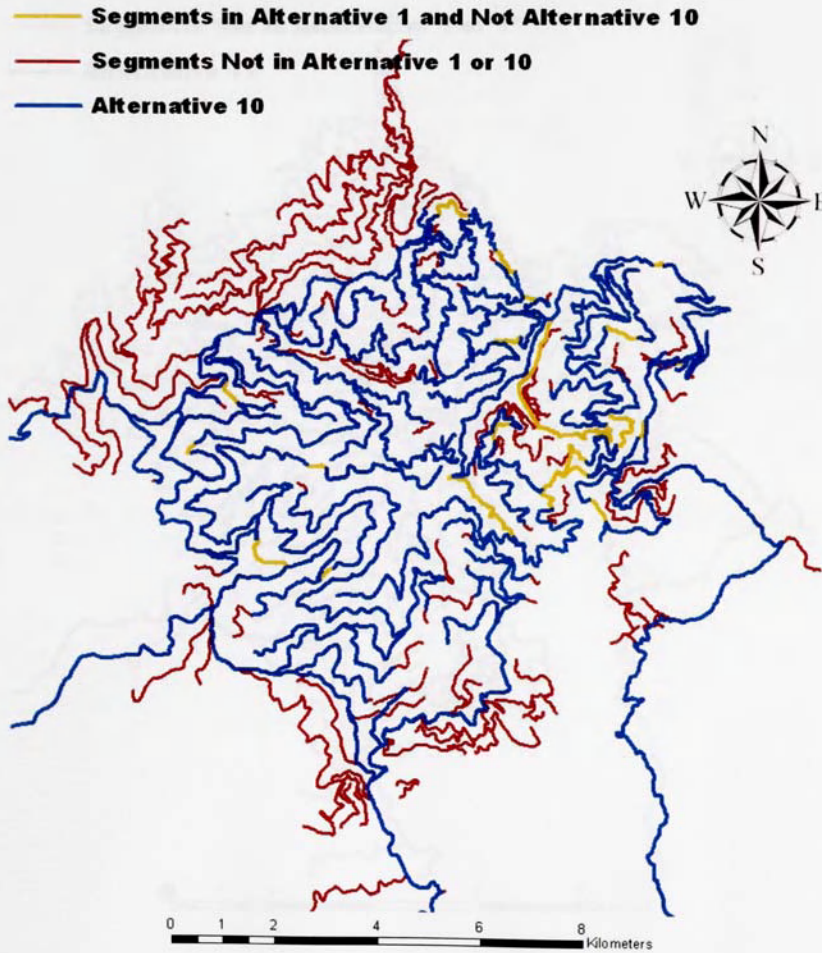 Segments in Alternative 1 and Not Alternative 10
Segments Not in Alternative 1 or 10
Alternative 10
N
W E
S
0 1 2 4 6 8
Kilometers